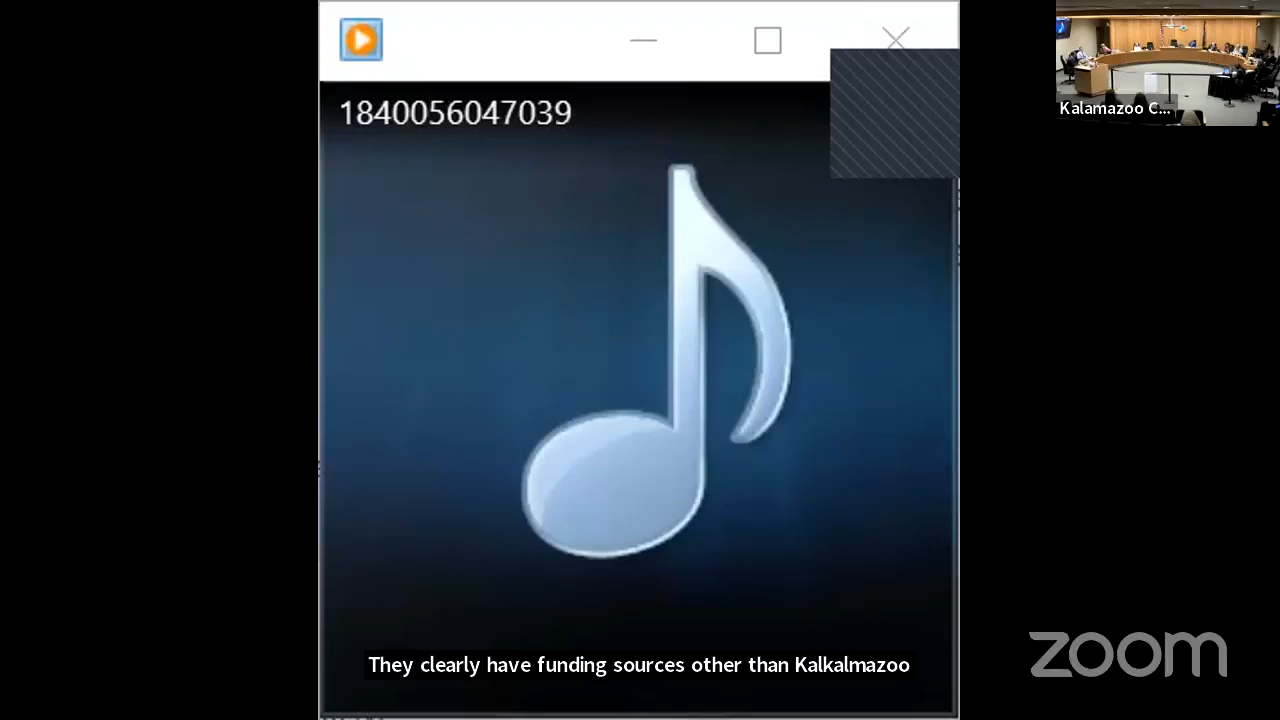 1840056047039
Kalamazoo C...
They clearly have funding sources other than Kalkalmazoo
zoom